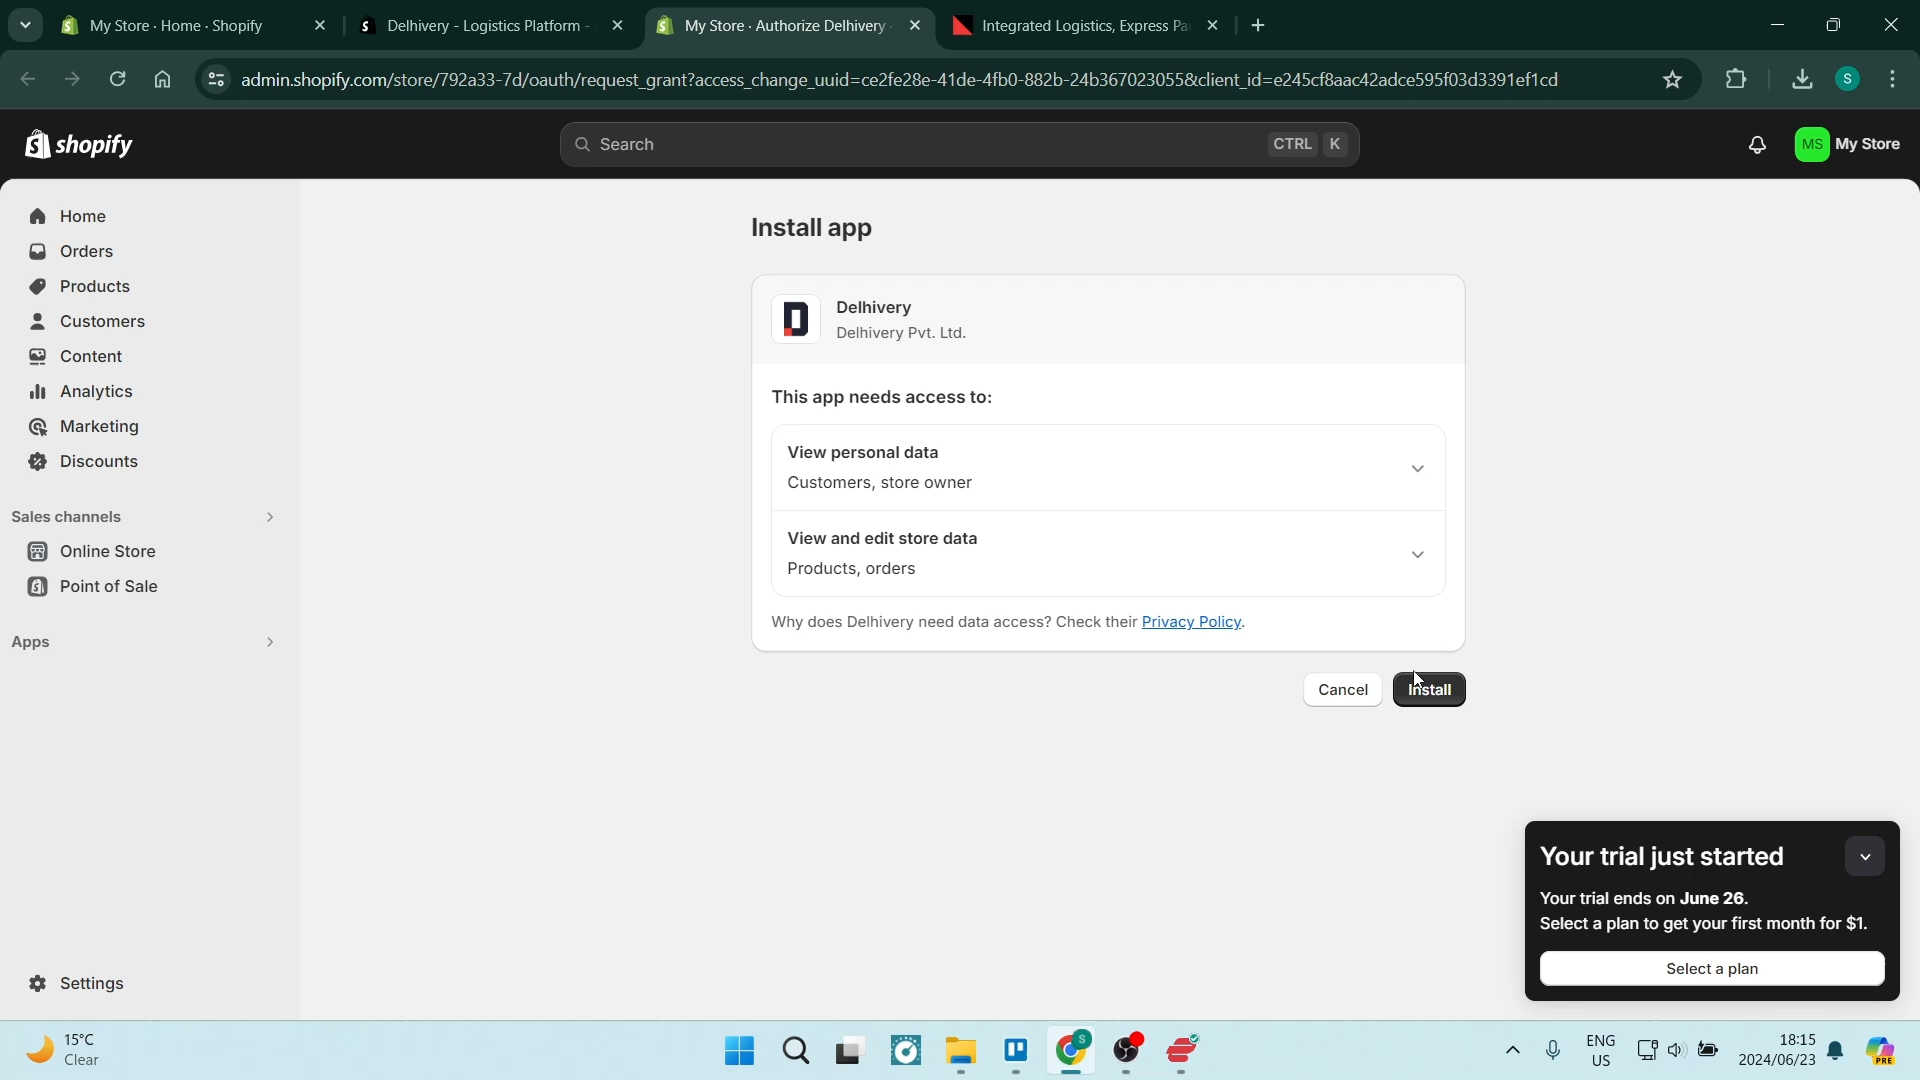 My Store · Home · Shopify
Delhivery - Logistics Platform -
My Store · Authorize Delhivery
Integrated Logistics, Express Pa
admin.shopify.com/store/792a33-7d/oauth/request_grant?access_change_uuid=ce2fe28e-41de-4fb0-882b-24b367023055&client_id=e245cf8aac42adce595f03d3391ef1cd
S
shopify
Search
CTRL K
MS My Store
Home
Orders
Products
Customers
Content
Analytics
Marketing
Discounts
Sales channels
Online Store
Point of Sale
Apps
Settings
Install app
Delhivery
Delhivery Pvt. Ltd.
This app needs access to:
View personal data
Customers, store owner
View and edit store data
Products, orders
Why does Delhivery need data access? Check their Privacy Policy.
Cancel
Install
Your trial just started
Your trial ends on June 26.
Select a plan to get your first month for $1.
Select a plan
15°C
Clear
S
ENG
US
18:15
2024/06/23
PRE